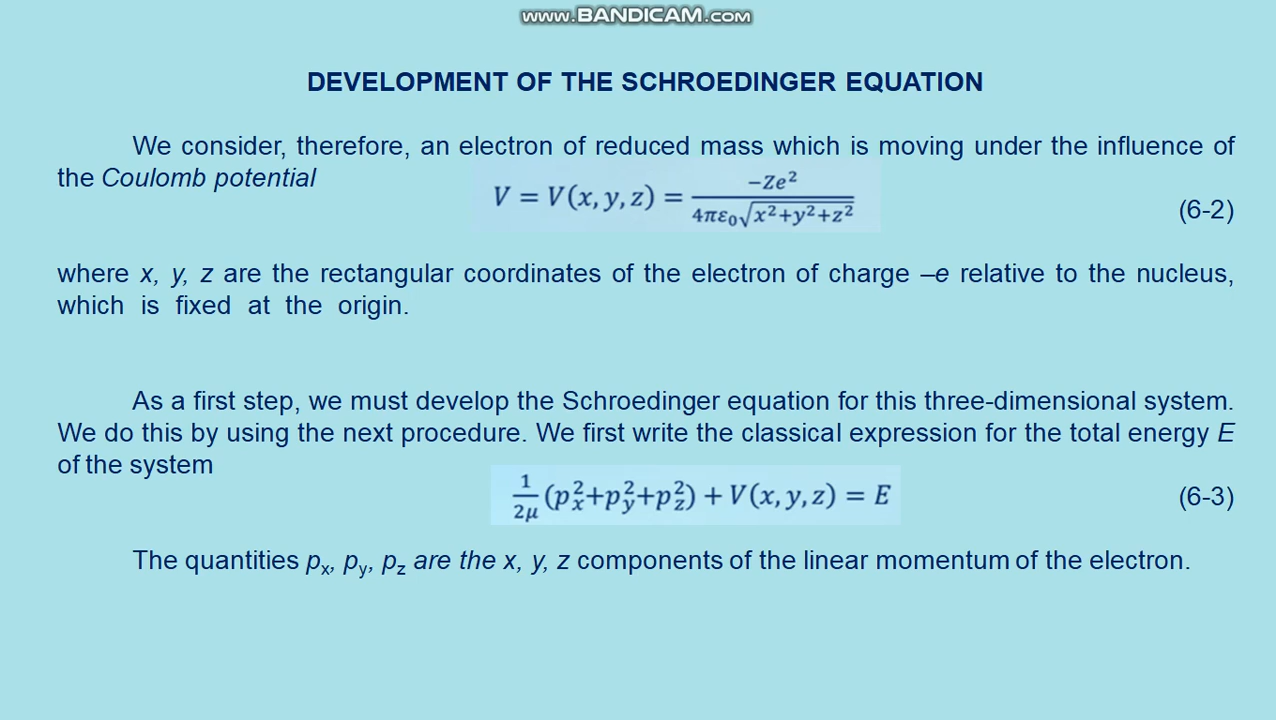 www.BANDICAM.com
DEVELOPMENT OF THE SCHROEDINGER EQUATION
We consider, therefore, an electron of reduced mass which is moving under the influence of
the Coulomb potential
V = V(x, y, z) = −Ze² / 4πε₀√x²+y²+z² (6-2)
where x, y, z are the rectangular coordinates of the electron of charge –e relative to the nucleus,
which is fixed at the origin.
As a first step, we must develop the Schroedinger equation for this three-dimensional system.
We do this by using the next procedure. We first write the classical expression for the total energy E
of the system
1/2μ (pₓ²+p_y²+p_z²) + V(x, y, z) = E (6-3)
The quantities pₓ, p_y, p_z are the x, y, z components of the linear momentum of the electron.